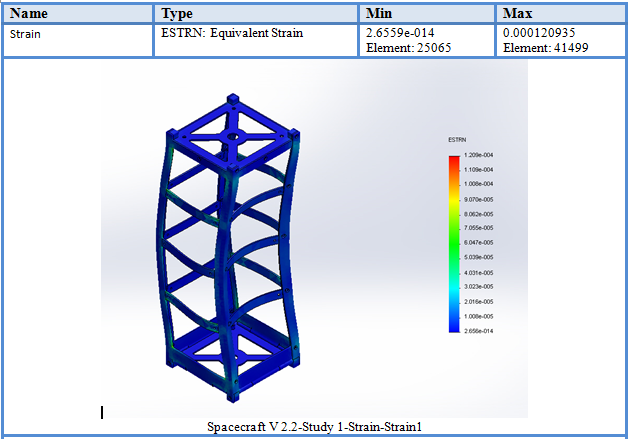 Name Type Min Max
Strain ESTRN: Equivalent Strain 2.6559e-014 0.000120935
Element: 25065 Element: 41499
ESTRN
1.209e-004
1.109e-004
1.008e-004
9.070e-005
8.062e-005
7.055e-005
6.047e-005
5.039e-005
4.031e-005
3.023e-005
2.016e-005
1.008e-005
2.656e-014
Spacecraft V 2.2-Study 1-Strain-Strain1